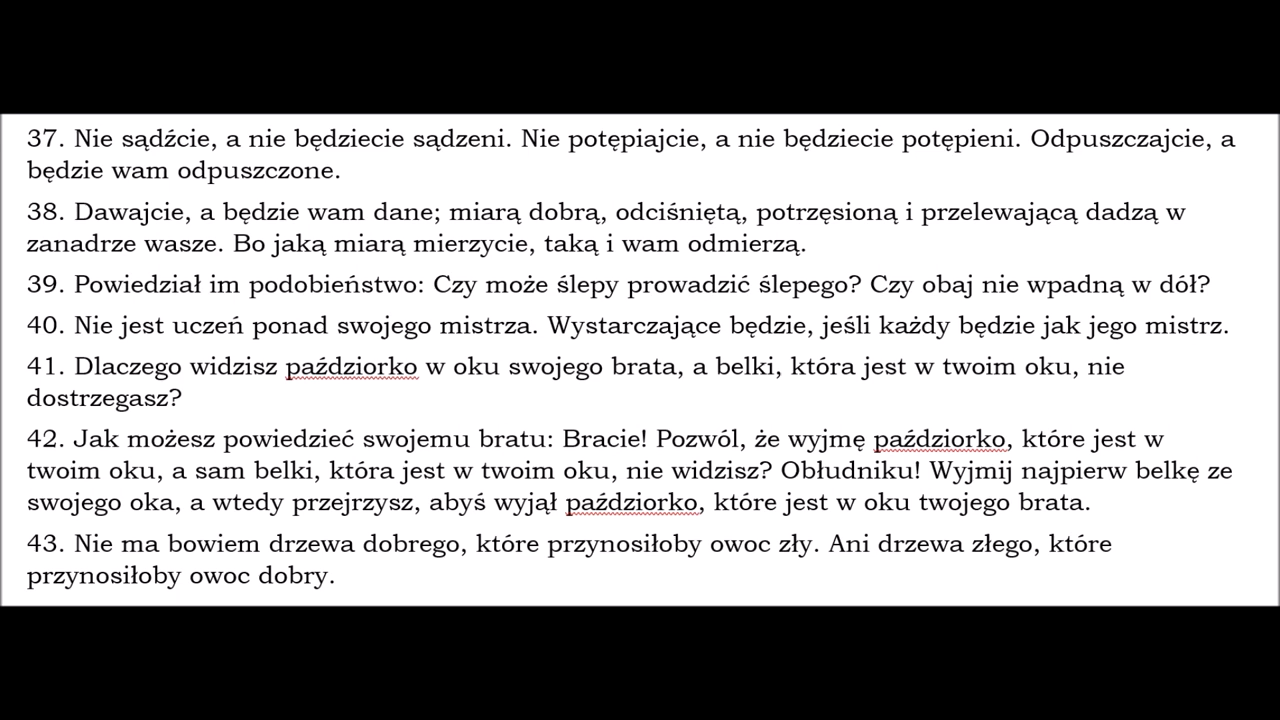 37. Nie sądźcie, a nie będziecie sądzeni. Nie potępiajcie, a nie będziecie potępieni. Odpuszczajcie, a
będzie wam odpuszczone.
38. Dawajcie, a będzie wam dane; miarą dobrą, odciśniętą, potrzęsioną i przelewającą dadzą w
zanadrze wasze. Bo jaką miarą mierzycie, taką i wam odmierzą.
39. Powiedział im podobieństwo: Czy może ślepy prowadzić ślepego? Czy obaj nie wpadną w dół?
40. Nie jest uczeń ponad swojego mistrza. Wystarczające będzie, jeśli każdy będzie jak jego mistrz.
41. Dlaczego widzisz paździorko w oku swojego brata, a belki, która jest w twoim oku, nie
dostrzegasz?
42. Jak możesz powiedzieć swojemu bratu: Bracie! Pozwól, że wyjmę paździorko, które jest w
twoim oku, a sam belki, która jest w twoim oku, nie widzisz? Obłudniku! Wyjmij najpierw belkę ze
swojego oka, a wtedy przejrzysz, abyś wyjął paździorko, które jest w oku twojego brata.
43. Nie ma bowiem drzewa dobrego, które przynosiłoby owoc zły. Ani drzewa złego, które
przynosiłoby owoc dobry.